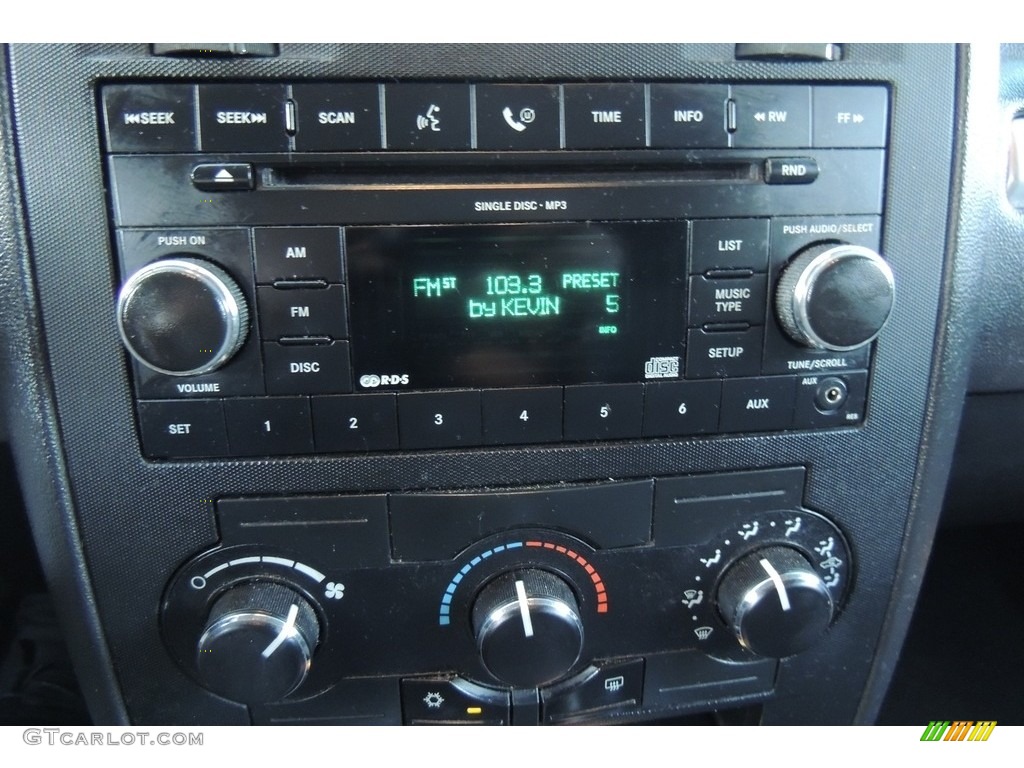 SEEK SEEK SCAN TIME INFO RW FF
RND
SINGLE DISC - MP3
PUSH ON
PUSH AUDIO/SELECT
AM
LIST
FM
MUSIC
TYPE
DISC
SETUP
FMST 103.3 PRESET
by KEVIN 5
INFO
R·D·S
disc
VOLUME
TUNE/SCROLL
SET 1 2 3 4 5 6 AUX
AUX
GTCARLOT.COM